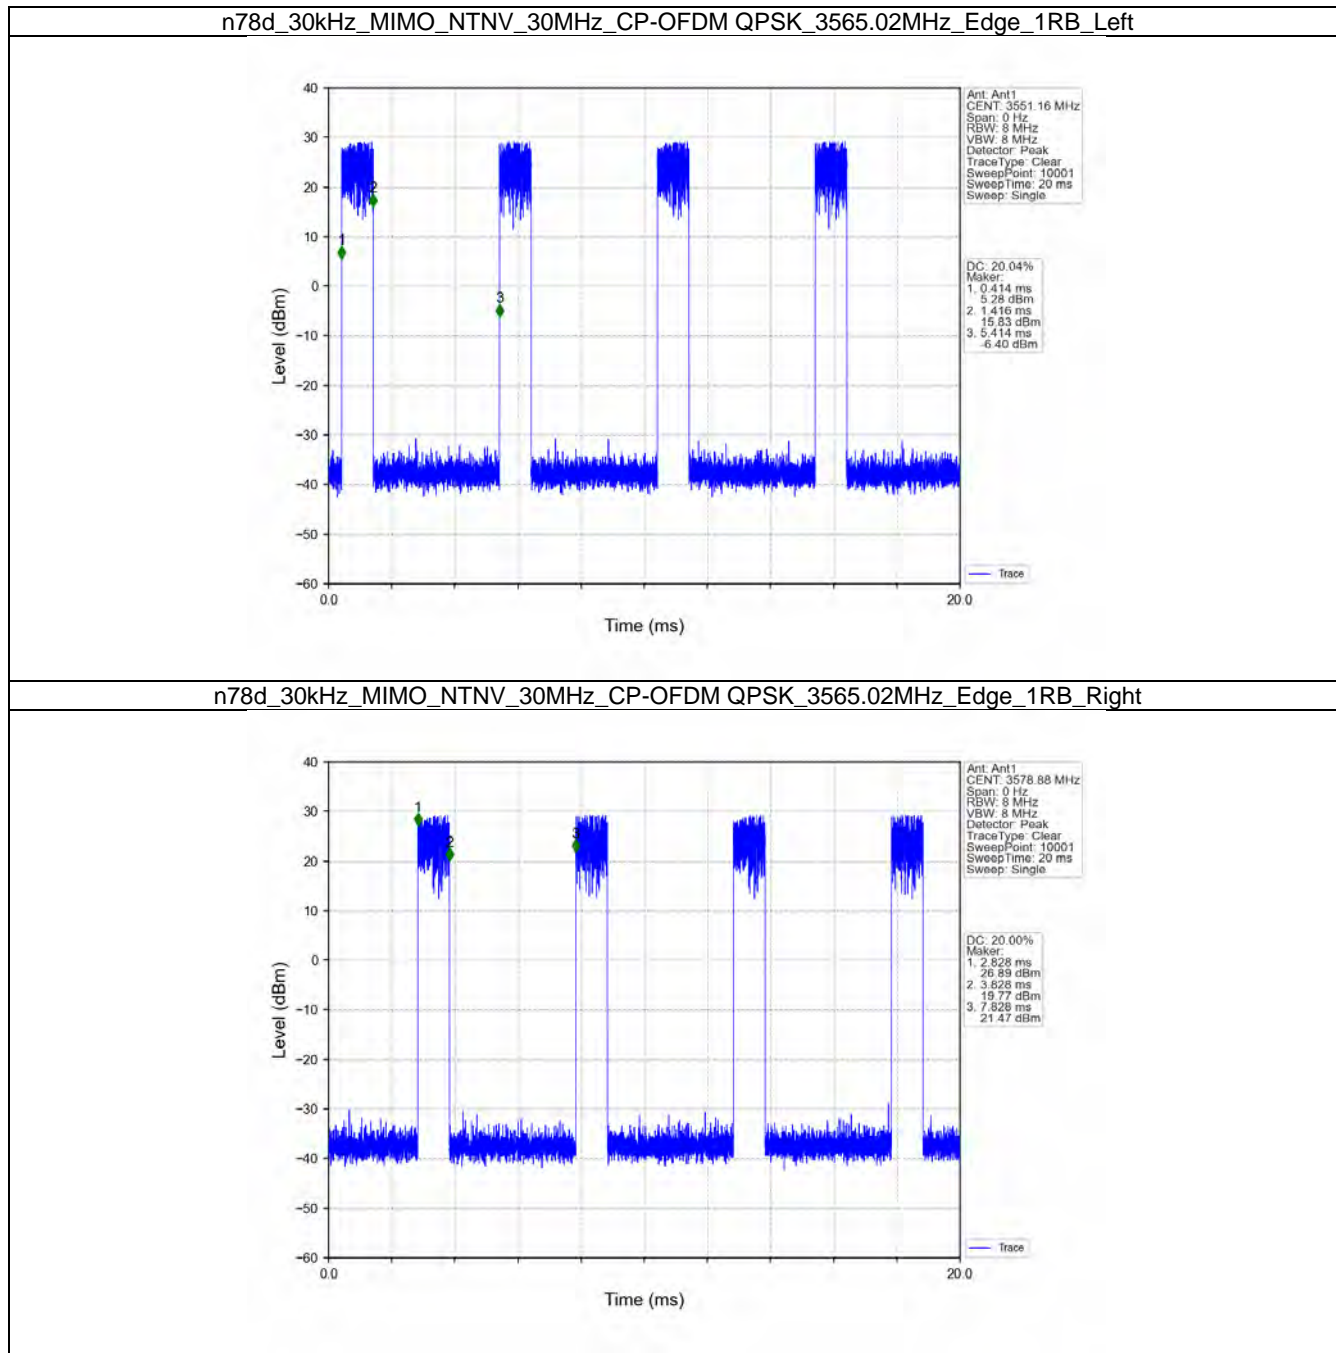 n78d_30kHz_MIMO_NTNV_30MHz_CP-OFDM QPSK_3565.02MHz_Edge_1RB_Left
40
30
20
10
0
−10
−20
−30
−40
−50
−60
Level (dBm)
1
2
3
0.0
20.0
Time (ms)
Ant: Ant1
CENT: 3551.16 MHz
Span: 0 Hz
RBW: 8 MHz
VBW: 8 MHz
Detector: Peak
TraceType: Clear
SweepPoint: 10001
SweepTime: 20 ms
Sweep: Single
DC: 20.04%
Maker:
1. 0.414 ms
5.28 dBm
2. 1.416 ms
15.83 dBm
3. 5.414 ms
-6.40 dBm
Trace
n78d_30kHz_MIMO_NTNV_30MHz_CP-OFDM QPSK_3565.02MHz_Edge_1RB_Right
40
30
20
10
0
−10
−20
−30
−40
−50
−60
Level (dBm)
1
2
3
0.0
20.0
Time (ms)
Ant: Ant1
CENT: 3578.88 MHz
Span: 0 Hz
RBW: 8 MHz
VBW: 8 MHz
Detector: Peak
TraceType: Clear
SweepPoint: 10001
SweepTime: 20 ms
Sweep: Single
DC: 20.00%
Maker:
1. 2.828 ms
26.89 dBm
2. 3.828 ms
19.77 dBm
3. 7.828 ms
21.47 dBm
Trace